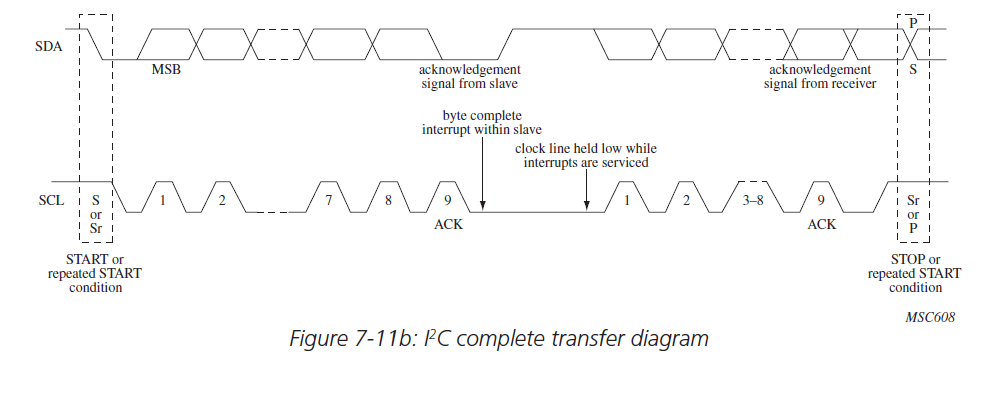 P
SDA
MSB
acknowledgement
signal from slave
acknowledgement
signal from receiver
S
byte complete
interrupt within slave
clock line held low while
interrupts are serviced
SCL
S
or
Sr
1
2
7
8
9
1
2
3–8
9
Sr
or
P
ACK
ACK
START or
repeated START
condition
STOP or
repeated START
condition
MSC608
Figure 7-11b: I²C complete transfer diagram